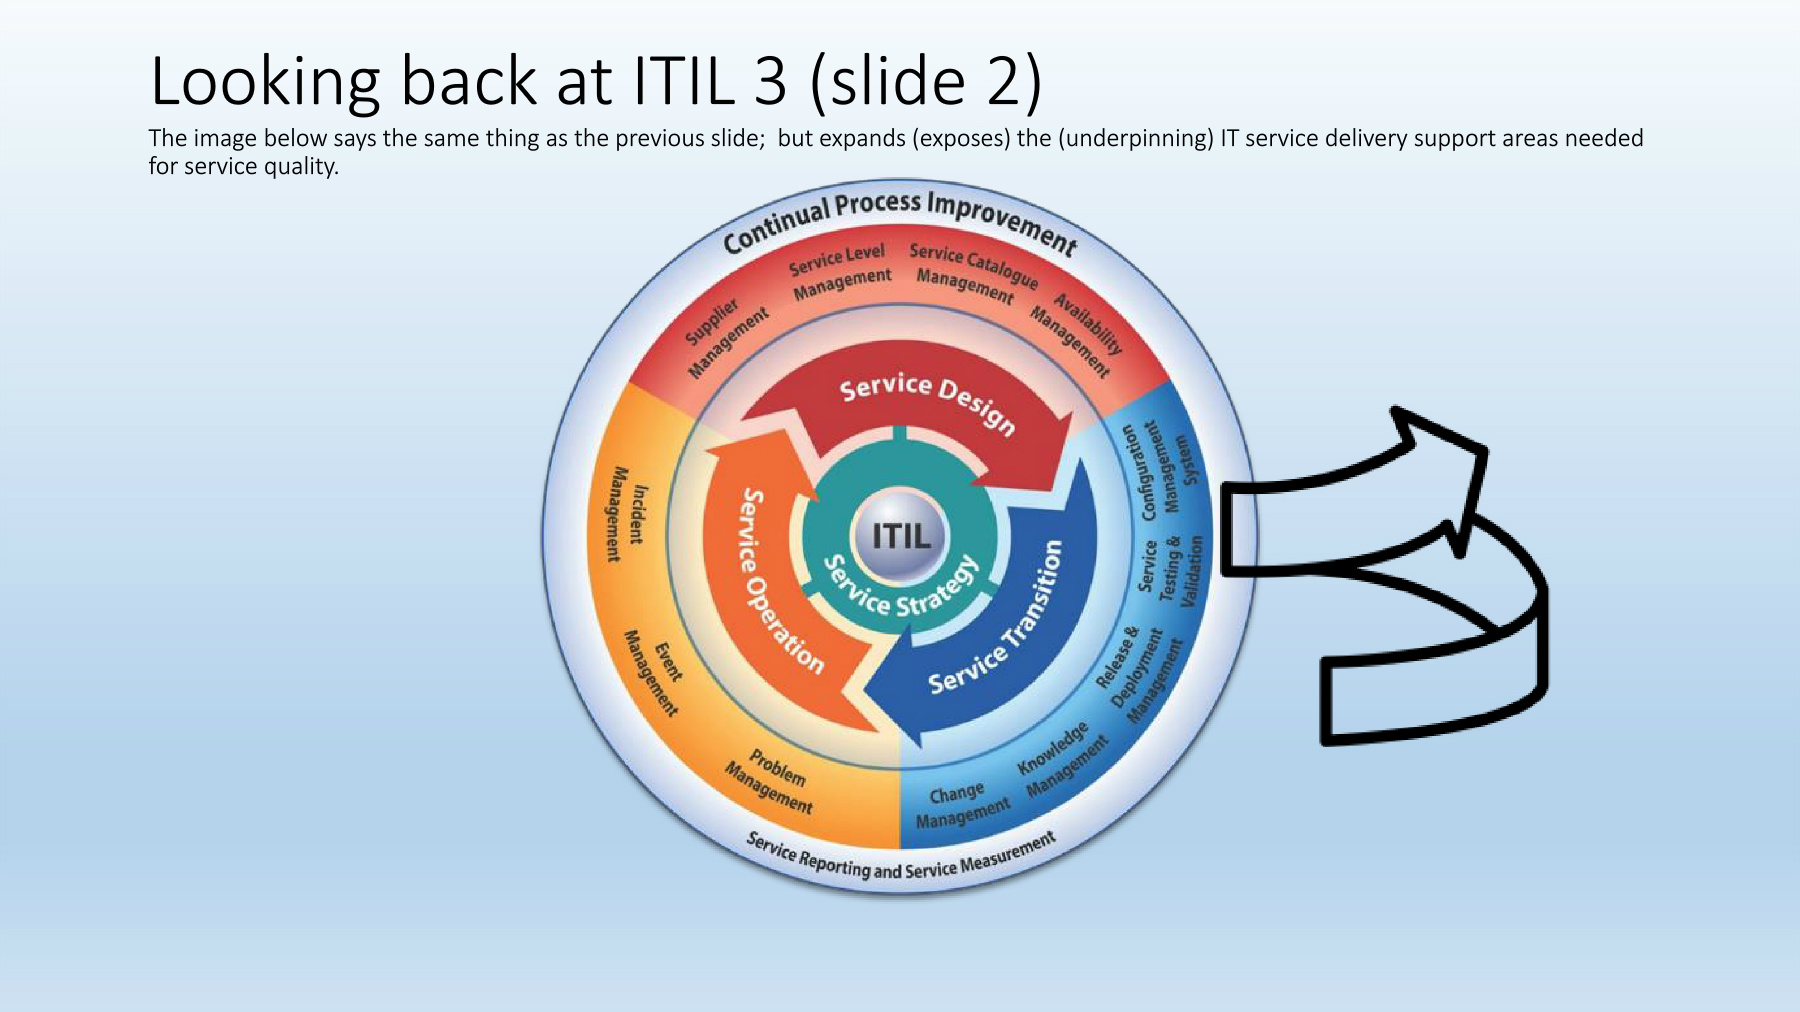 Looking back at ITIL 3 (slide 2)
The image below says the same thing as the previous slide;  but expands (exposes) the (underpinning) IT service delivery support areas needed
for service quality.
Continual Process Improvement
Supplier
Management
Service Level
Management
Service Catalogue
Management
Availability
Management
Service Design
Configuration
Management
System
Service
Testing &
Validation
Release &
Deployment
Management
Knowledge
Management
Change
Management
Service Transition
Incident
Management
Event
Management
Problem
Management
Service Operation
ITIL
Service Strategy
Service Reporting and Service Measurement